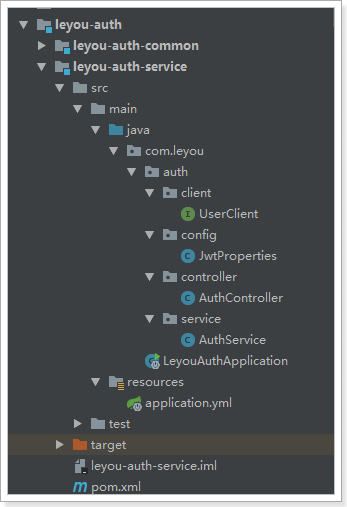 leyou-auth
leyou-auth-common
leyou-auth-service
src
main
java
com.leyou
auth
client
I UserClient
config
C JwtProperties
controller
C AuthController
service
C AuthService
LeyouAuthApplication
resources
application.yml
test
target
leyou-auth-service.iml
m pom.xml